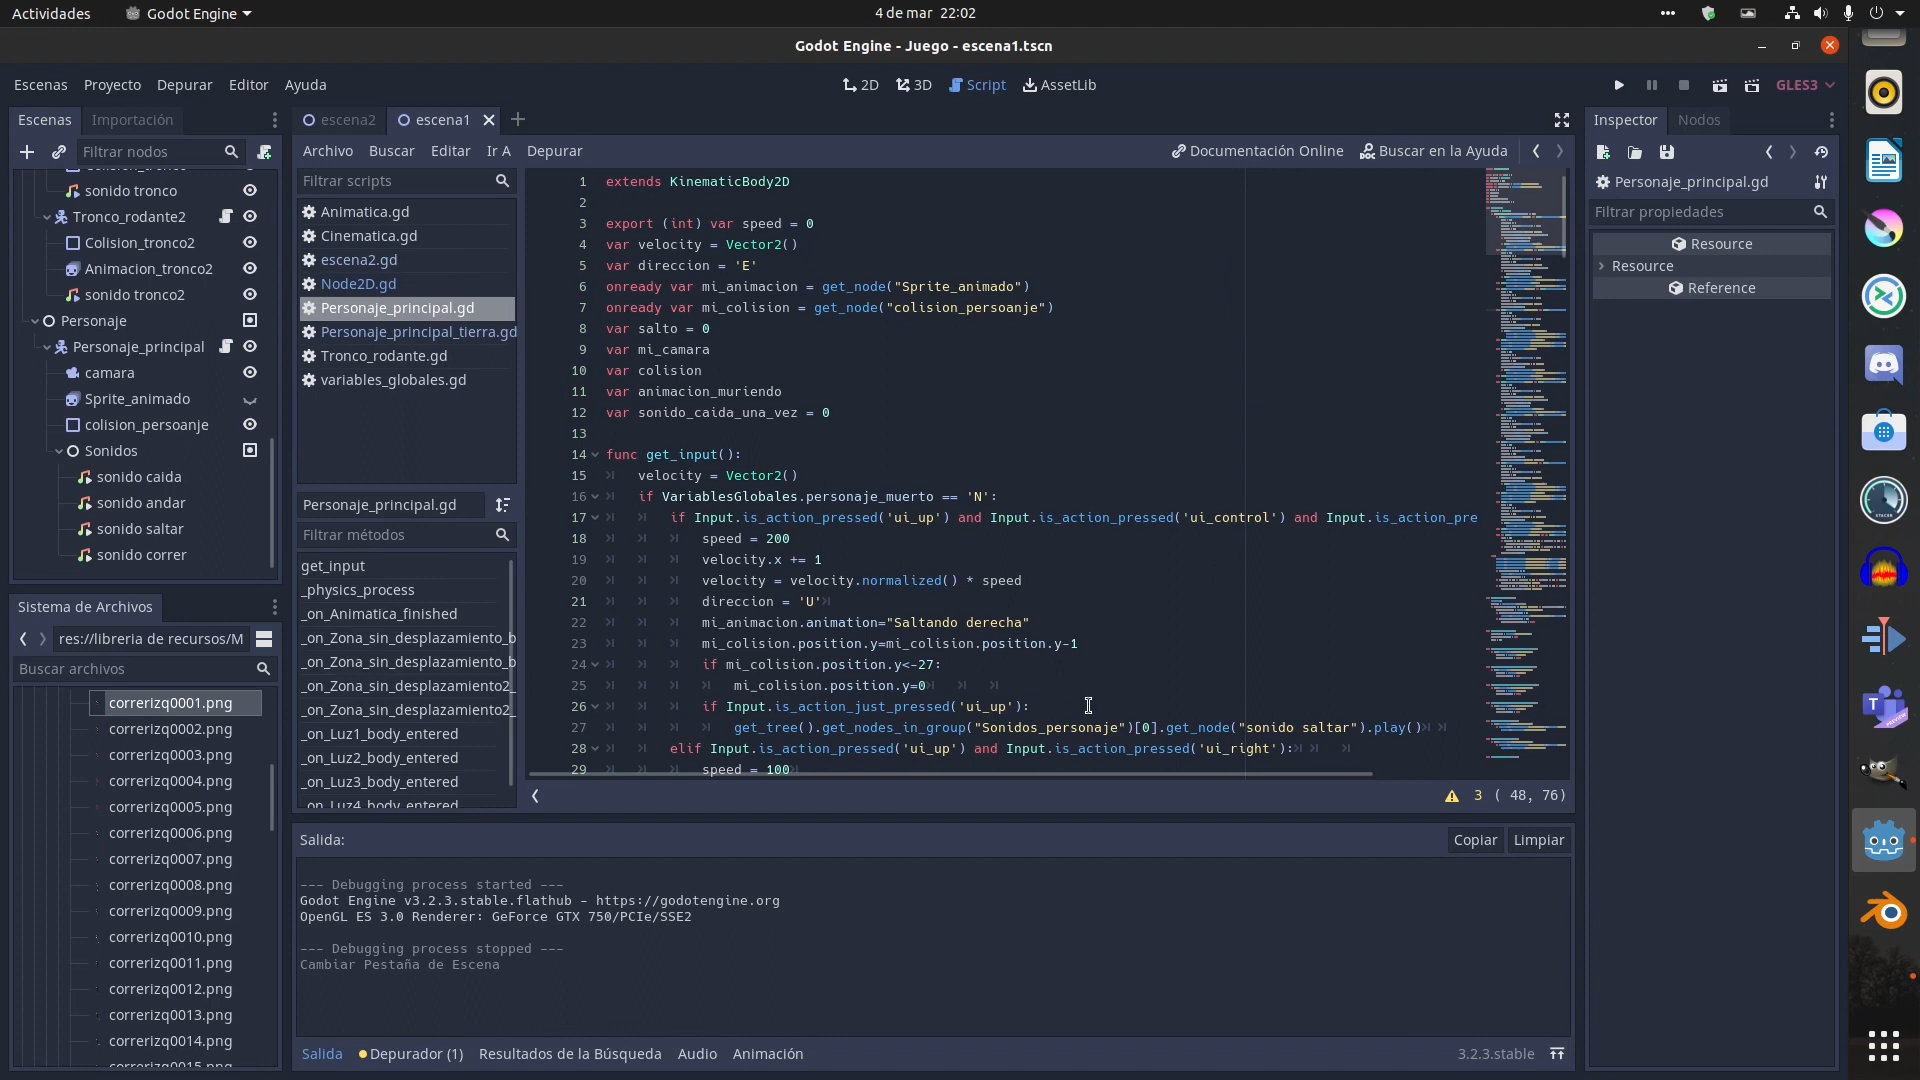 Actividades
Godot Engine
4 de mar 22:02
Godot Engine - Juego - escena1.tscn
Escenas Proyecto Depurar Editor Ayuda
2D 3D Script AssetLib
GLES3
Escenas Importación
Filtrar nodos
sonido tronco
Tronco_rodante2
Colision_tronco2
Animacion_tronco2
sonido tronco2
Personaje
Personaje_principal
camara
Sprite_animado
colision_persoanje
Sonidos
sonido caida
sonido andar
sonido saltar
sonido correr
Sistema de Archivos
res://libreria de recursos/M
Buscar archivos
correrizq0001.png
correrizq0002.png
correrizq0003.png
correrizq0004.png
correrizq0005.png
correrizq0006.png
correrizq0007.png
correrizq0008.png
correrizq0009.png
correrizq0010.png
correrizq0011.png
correrizq0012.png
correrizq0013.png
correrizq0014.png
escena2 escena1
Archivo Buscar Editar Ir A Depurar
Documentación Online Buscar en la Ayuda
Filtrar scripts
Animatica.gd
Cinematica.gd
escena2.gd
Node2D.gd
Personaje_principal.gd
Personaje_principal_tierra.gd
Tronco_rodante.gd
variables_globales.gd
Personaje_principal.gd
Filtrar métodos
get_input
_physics_process
_on_Animatica_finished
_on_Zona_sin_desplazamiento_b
_on_Zona_sin_desplazamiento_b
_on_Zona_sin_desplazamiento2_
_on_Zona_sin_desplazamiento2_
_on_Luz1_body_entered
_on_Luz2_body_entered
_on_Luz3_body_entered
_on_Luz4_body_entered
1 extends KinematicBody2D
2
3 export (int) var speed = 0
4 var velocity = Vector2()
5 var direccion = 'E'
6 onready var mi_animacion = get_node("Sprite_animado")
7 onready var mi_colision = get_node("colision_persoanje")
8 var salto = 0
9 var mi_camara
10 var colision
11 var animacion_muriendo
12 var sonido_caida_una_vez = 0
13
14 func get_input():
15 velocity = Vector2()
16 if VariablesGlobales.personaje_muerto == 'N':
17 if Input.is_action_pressed('ui_up') and Input.is_action_pressed('ui_control') and Input.is_action_pre
18 speed = 200
19 velocity.x += 1
20 velocity = velocity.normalized() * speed
21 direccion = 'U'
22 mi_animacion.animation="Saltando derecha"
23 mi_colision.position.y=mi_colision.position.y-1
24 if mi_colision.position.y<-27:
25 mi_colision.position.y=0
26 if Input.is_action_just_pressed('ui_up'):
27 get_tree().get_nodes_in_group("Sonidos_personaje")[0].get_node("sonido saltar").play()
28 elif Input.is_action_pressed('ui_up') and Input.is_action_pressed('ui_right'):
29 speed = 100
3 ( 48, 76)
Salida:
Copiar Limpiar
--- Debugging process started ---
Godot Engine v3.2.3.stable.flathub - https://godotengine.org
OpenGL ES 3.0 Renderer: GeForce GTX 750/PCIe/SSE2
--- Debugging process stopped ---
Cambiar Pestaña de Escena
Salida Depurador (1) Resultados de la Búsqueda Audio Animación
3.2.3.stable
Inspector Nodos
Personaje_principal.gd
Filtrar propiedades
Resource
Resource
Reference
STACER